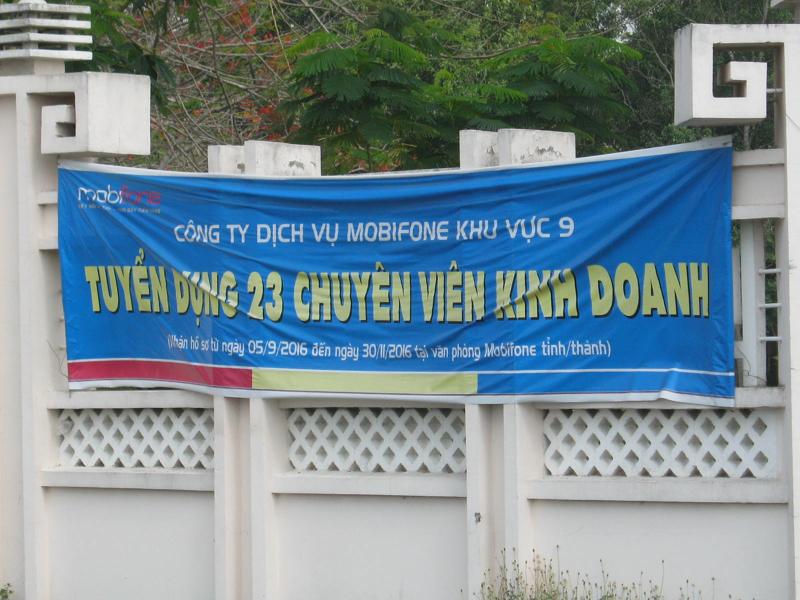 mobifone
CÔNG TY DỊCH VỤ MOBIFONE KHU VỰC 9
TUYỂN DỤNG 23 CHUYÊN VIÊN KINH DOANH
(Nhận hồ sơ từ ngày 05/9/2016 đến ngày 30/11/2016 tại văn phòng Mobifone tỉnh/thành)